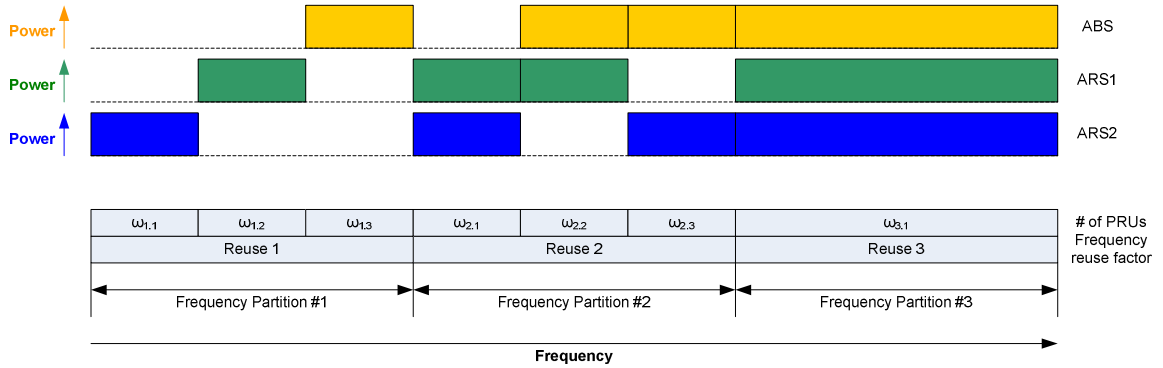 Power
ABS
Power
ARS1
Power
ARS2
ω1.1 ω1.2 ω1.3 ω2.1 ω2.2 ω2.3 ω3.1
# of PRUs
Reuse 1 Reuse 2 Reuse 3
Frequency
reuse factor
Frequency Partition #1 Frequency Partition #2 Frequency Partition #3
Frequency